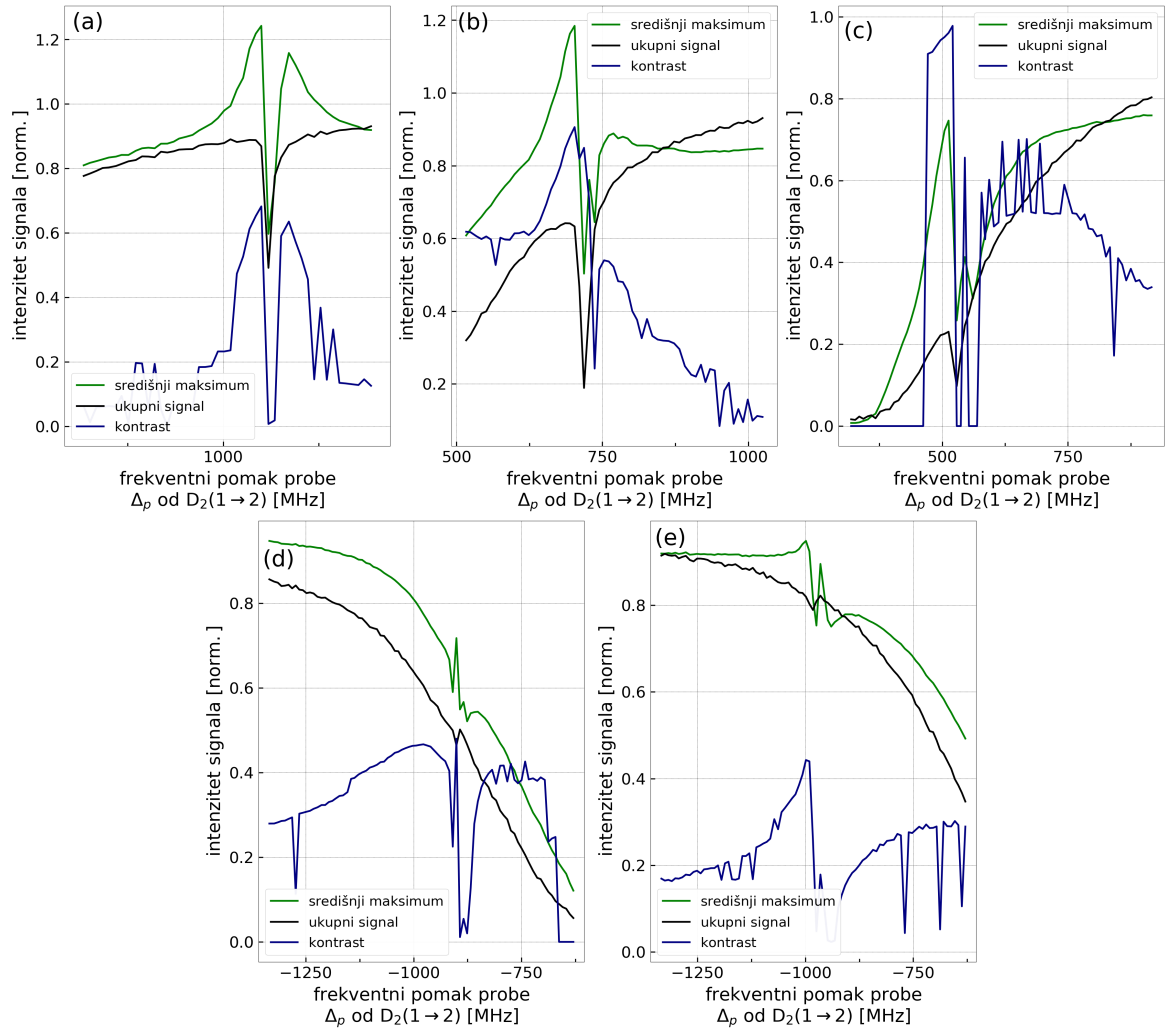 (a)
1.2
1.0
0.8
0.6
0.4
0.2
0.0
intenzitet signala [norm. ]
središnji maksimum
ukupni signal
kontrast
1000
frekventni pomak probe
Δp od D2(1→2) [MHz]
(b)
1.2
1.0
0.8
0.6
0.4
0.2
intenzitet signala [norm. ]
središnji maksimum
ukupni signal
kontrast
500 750 1000
frekventni pomak probe
Δp od D2(1→2) [MHz]
(c)
1.0
0.8
0.6
0.4
0.2
0.0
intenzitet signala [norm. ]
središnji maksimum
ukupni signal
kontrast
500 750
frekventni pomak probe
Δp od D2(1→2) [MHz]
(d)
0.8
0.6
0.4
0.2
0.0
intenzitet signala [norm. ]
središnji maksimum
ukupni signal
kontrast
−1250 −1000 −750
frekventni pomak probe
Δp od D2(1→2) [MHz]
(e)
0.8
0.6
0.4
0.2
0.0
intenzitet signala [norm. ]
središnji maksimum
ukupni signal
kontrast
−1250 −1000 −750
frekventni pomak probe
Δp od D2(1→2) [MHz]